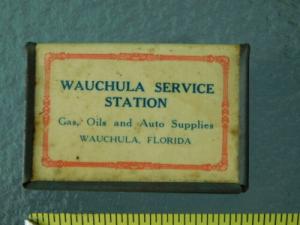 WAUCHULA SERVICE
STATION
Gas, Oils and Auto Supplies
WAUCHULA, FLORIDA